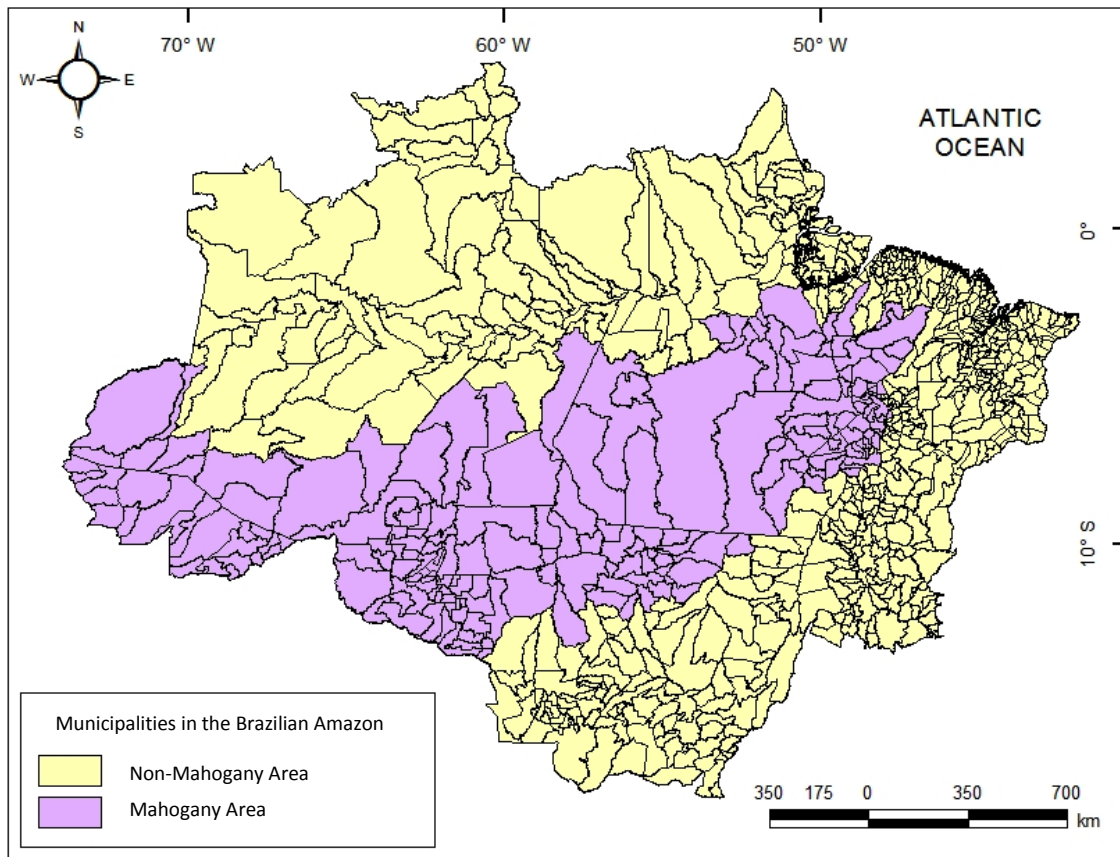 70° W
60° W
50° W
N
W
E
S
ATLANTIC
OCEAN
0°
10° S
Municipalities in the Brazilian Amazon
Non-Mahogany Area
Mahogany Area
350 175 0 350 700
km